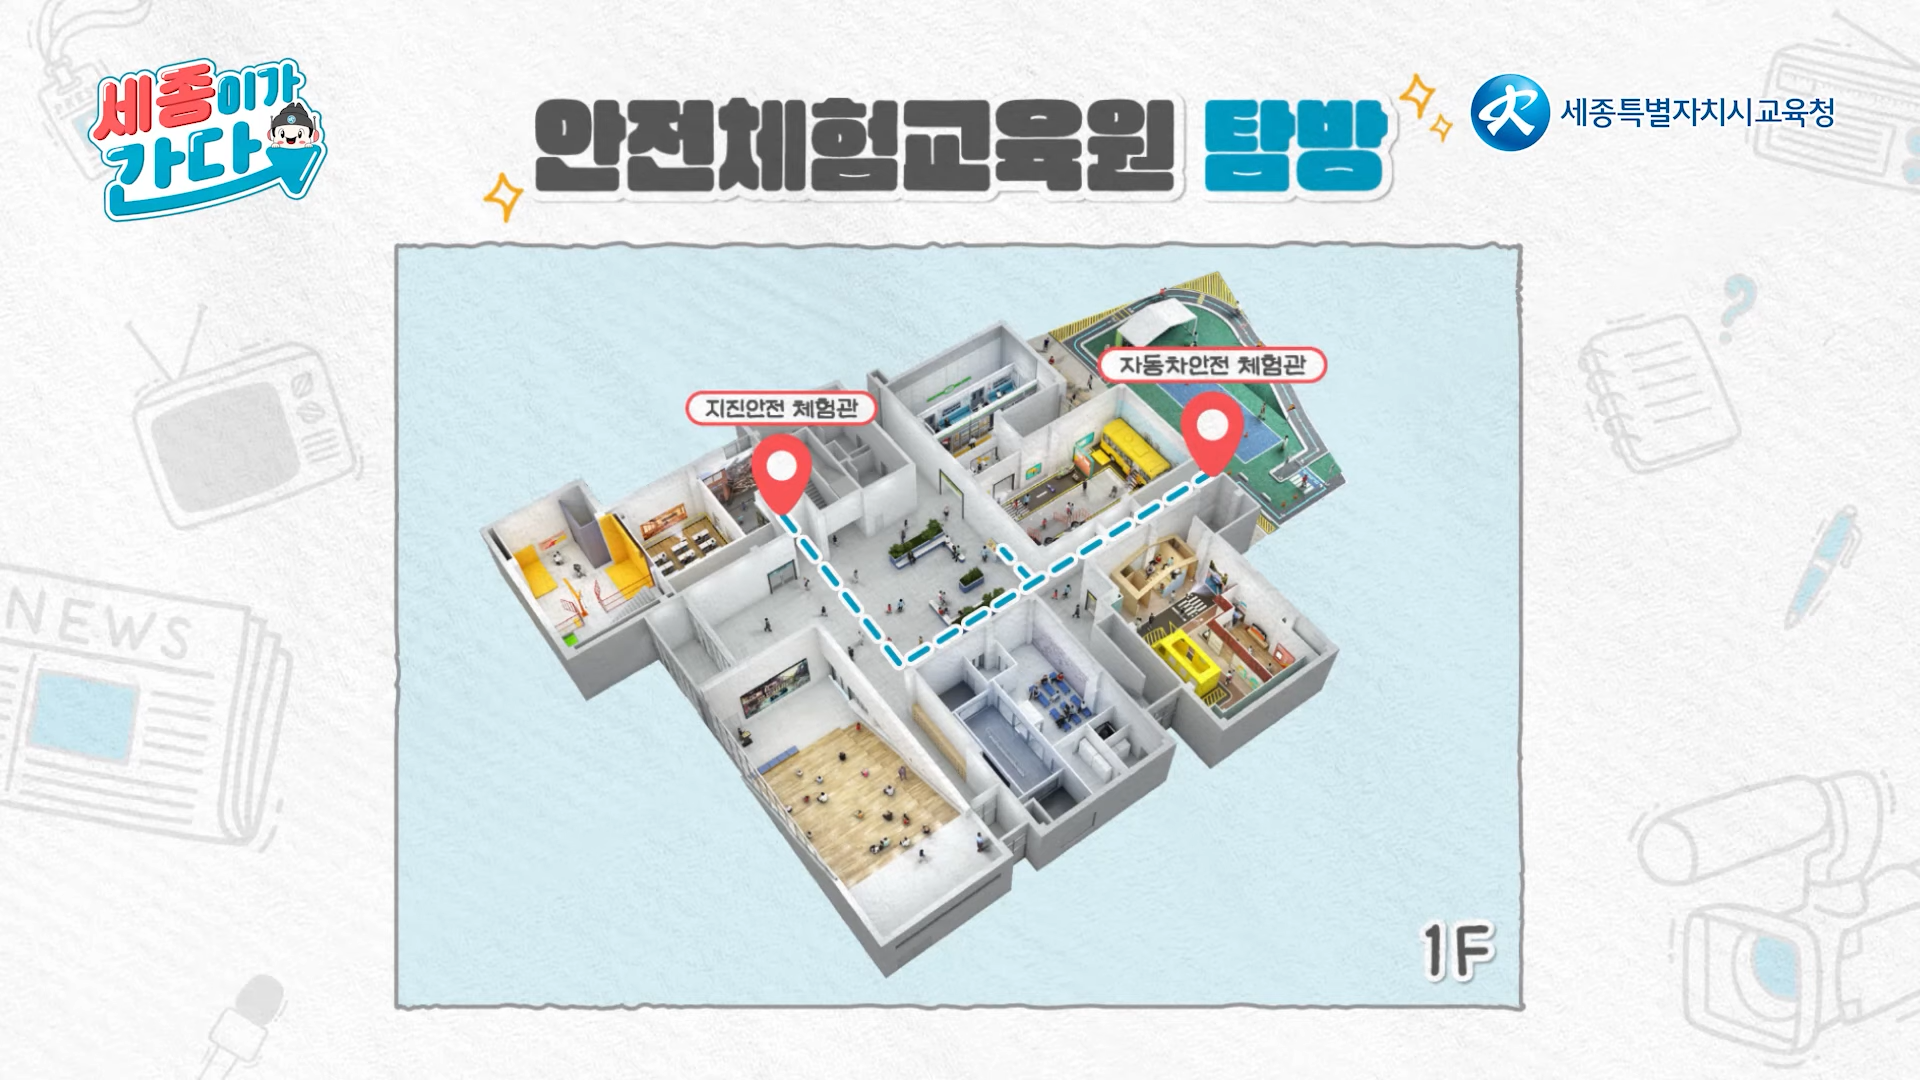 세종이가
간다
안전체험교육원 탐방
세종특별자치시교육청
자동차안전 체험관
지진안전 체험관
NEWS
1F